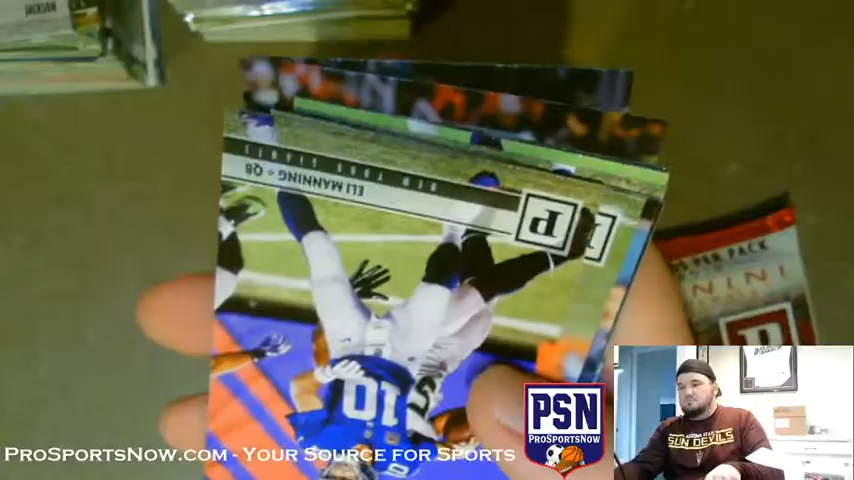 JACKSON
NEW YORK GIANTS
ELI MANNING • QB
P
10
PER PACK
PANINI
P
PSN
ProSportsNow
SUN DEVILS
ProSportsNow.com - Your Source for Sports